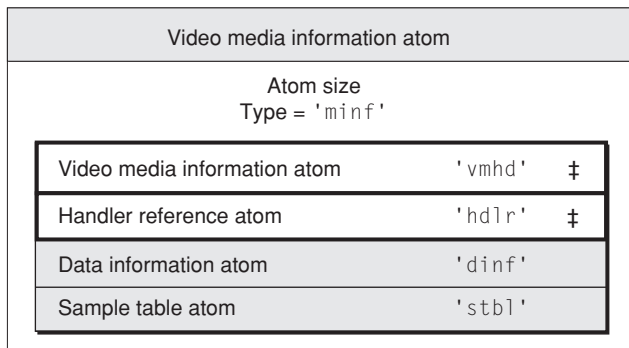 Video media information atom
Atom size
Type = 'minf'
Video media information atom 'vmhd' ‡
Handler reference atom 'hdlr' ‡
Data information atom 'dinf'
Sample table atom 'stbl'